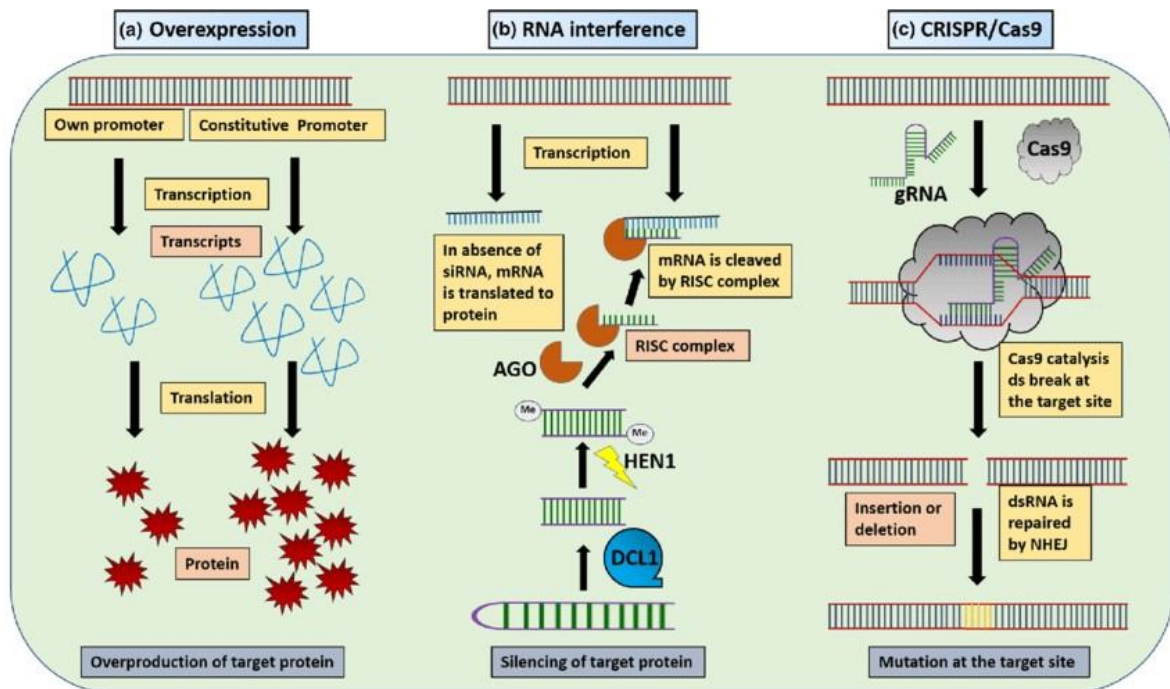 (a) Overexpression
Own promoter
Constitutive Promoter
Transcription
Transcripts
Translation
Protein
Overproduction of target protein
(b) RNA interference
Transcription
In absence of
siRNA, mRNA
is translated to
protein
mRNA is cleaved
by RISC complex
RISC complex
AGO
Me
Me
HEN1
DCL1
Silencing of target protein
(c) CRISPR/Cas9
Cas9
gRNA
Cas9 catalysis
ds break at
the target site
Insertion or
deletion
dsRNA is
repaired
by NHEJ
Mutation at the target site